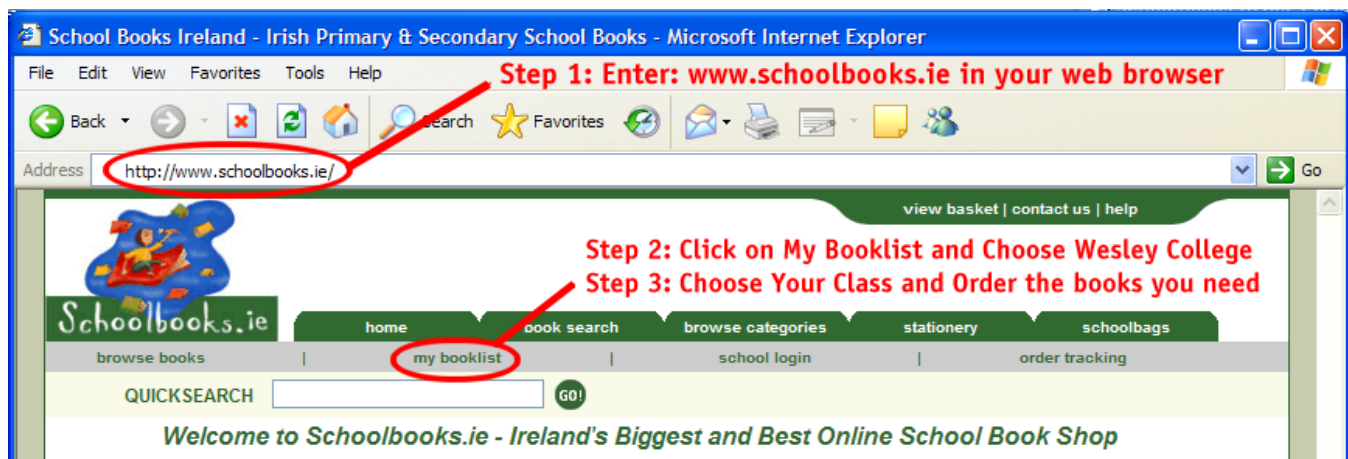 School Books Ireland - Irish Primary & Secondary School Books - Microsoft Internet Explorer
File Edit View Favorites Tools Help
Step 1: Enter: www.schoolbooks.ie in your web browser
Back Search Favorites
Address http://www.schoolbooks.ie/ Go
view basket | contact us | help
Step 2: Click on My Booklist and Choose Wesley College
Step 3: Choose Your Class and Order the books you need
Schoolbooks.ie
home book search browse categories stationery schoolbags
browse books | my booklist | school login | order tracking
QUICKSEARCH GO!
Welcome to Schoolbooks.ie - Ireland's Biggest and Best Online School Book Shop